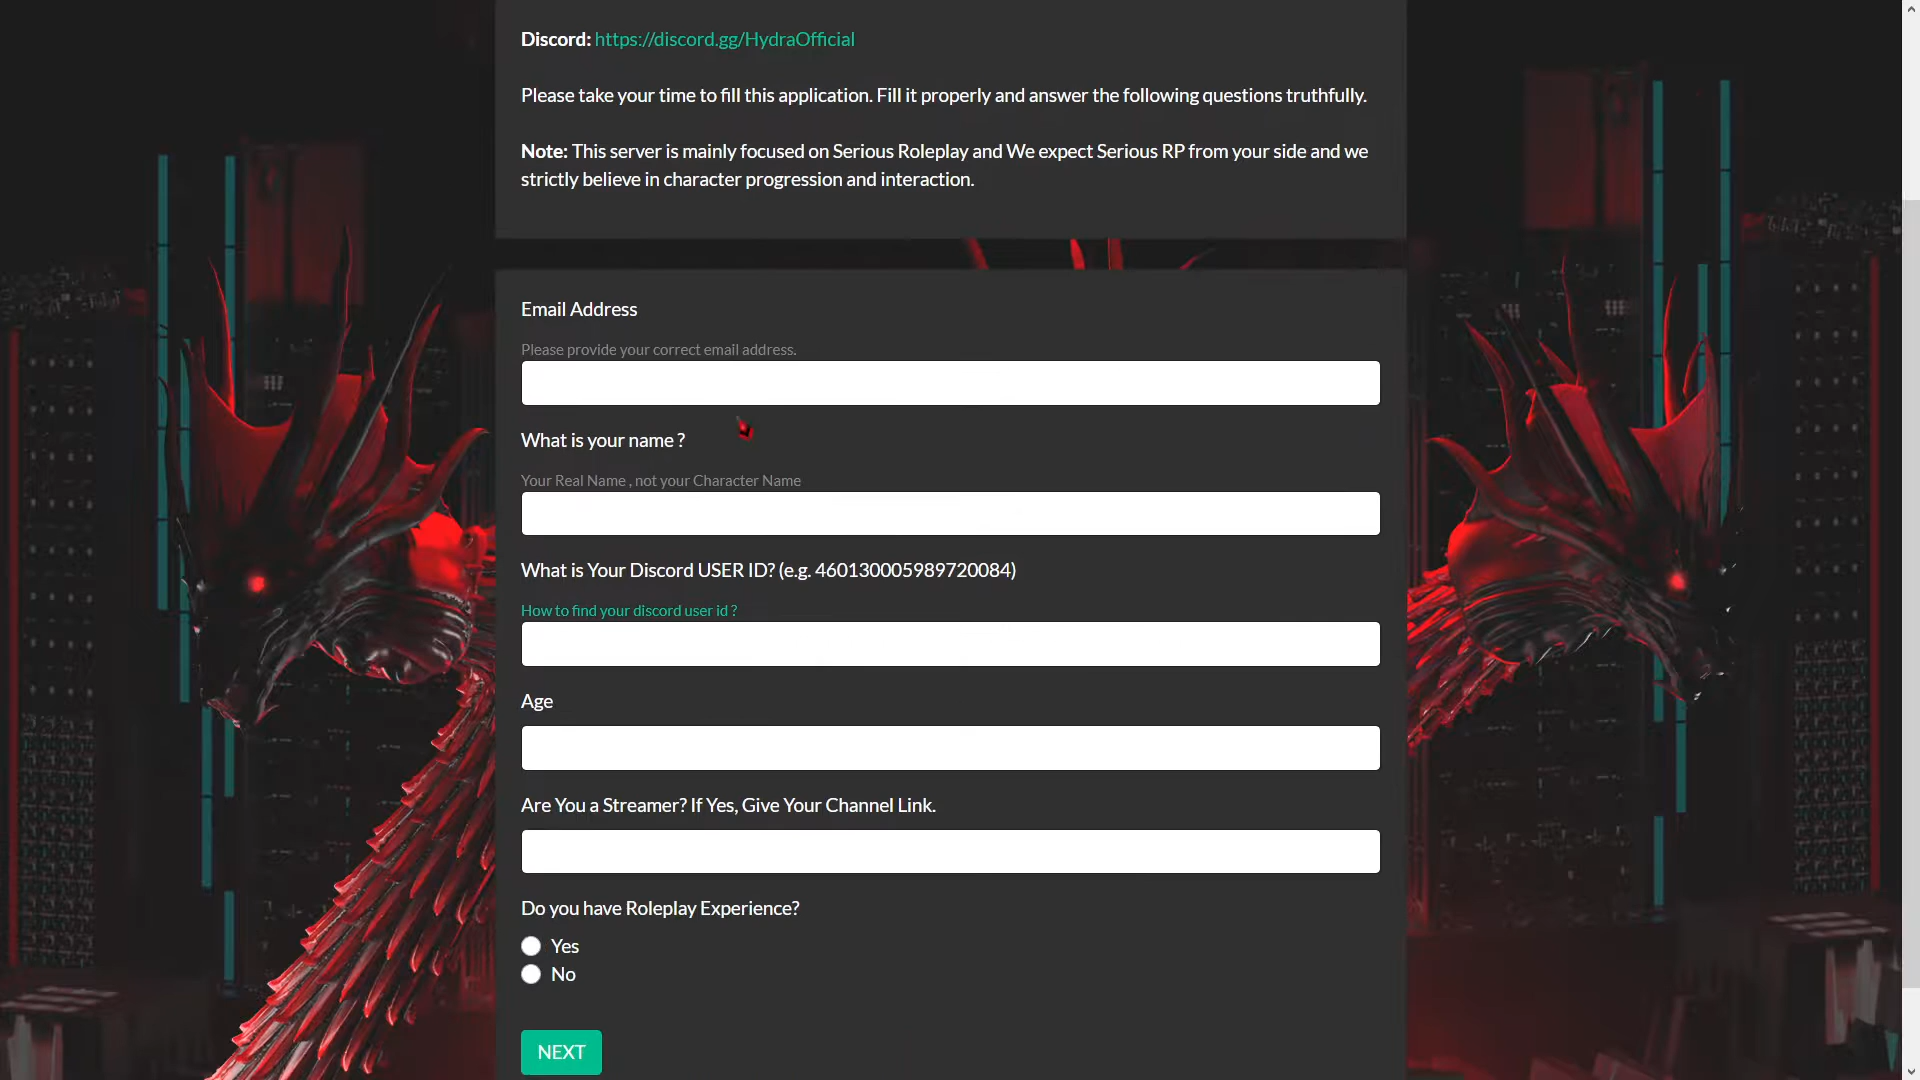 Discord: https://discord.gg/HydraOfficial
Please take your time to fill this application. Fill it properly and answer the following questions truthfully.
Note: This server is mainly focused on Serious Roleplay and We expect Serious RP from your side and we
strictly believe in character progression and interaction.
Email Address
Please provide your correct email address.
What is your name ?
Your Real Name , not your Character Name
What is Your Discord USER ID? (e.g. 460130005989720084)
How to find your discord user id ?
Age
Are You a Streamer? If Yes, Give Your Channel Link.
Do you have Roleplay Experience?
Yes
No
NEXT